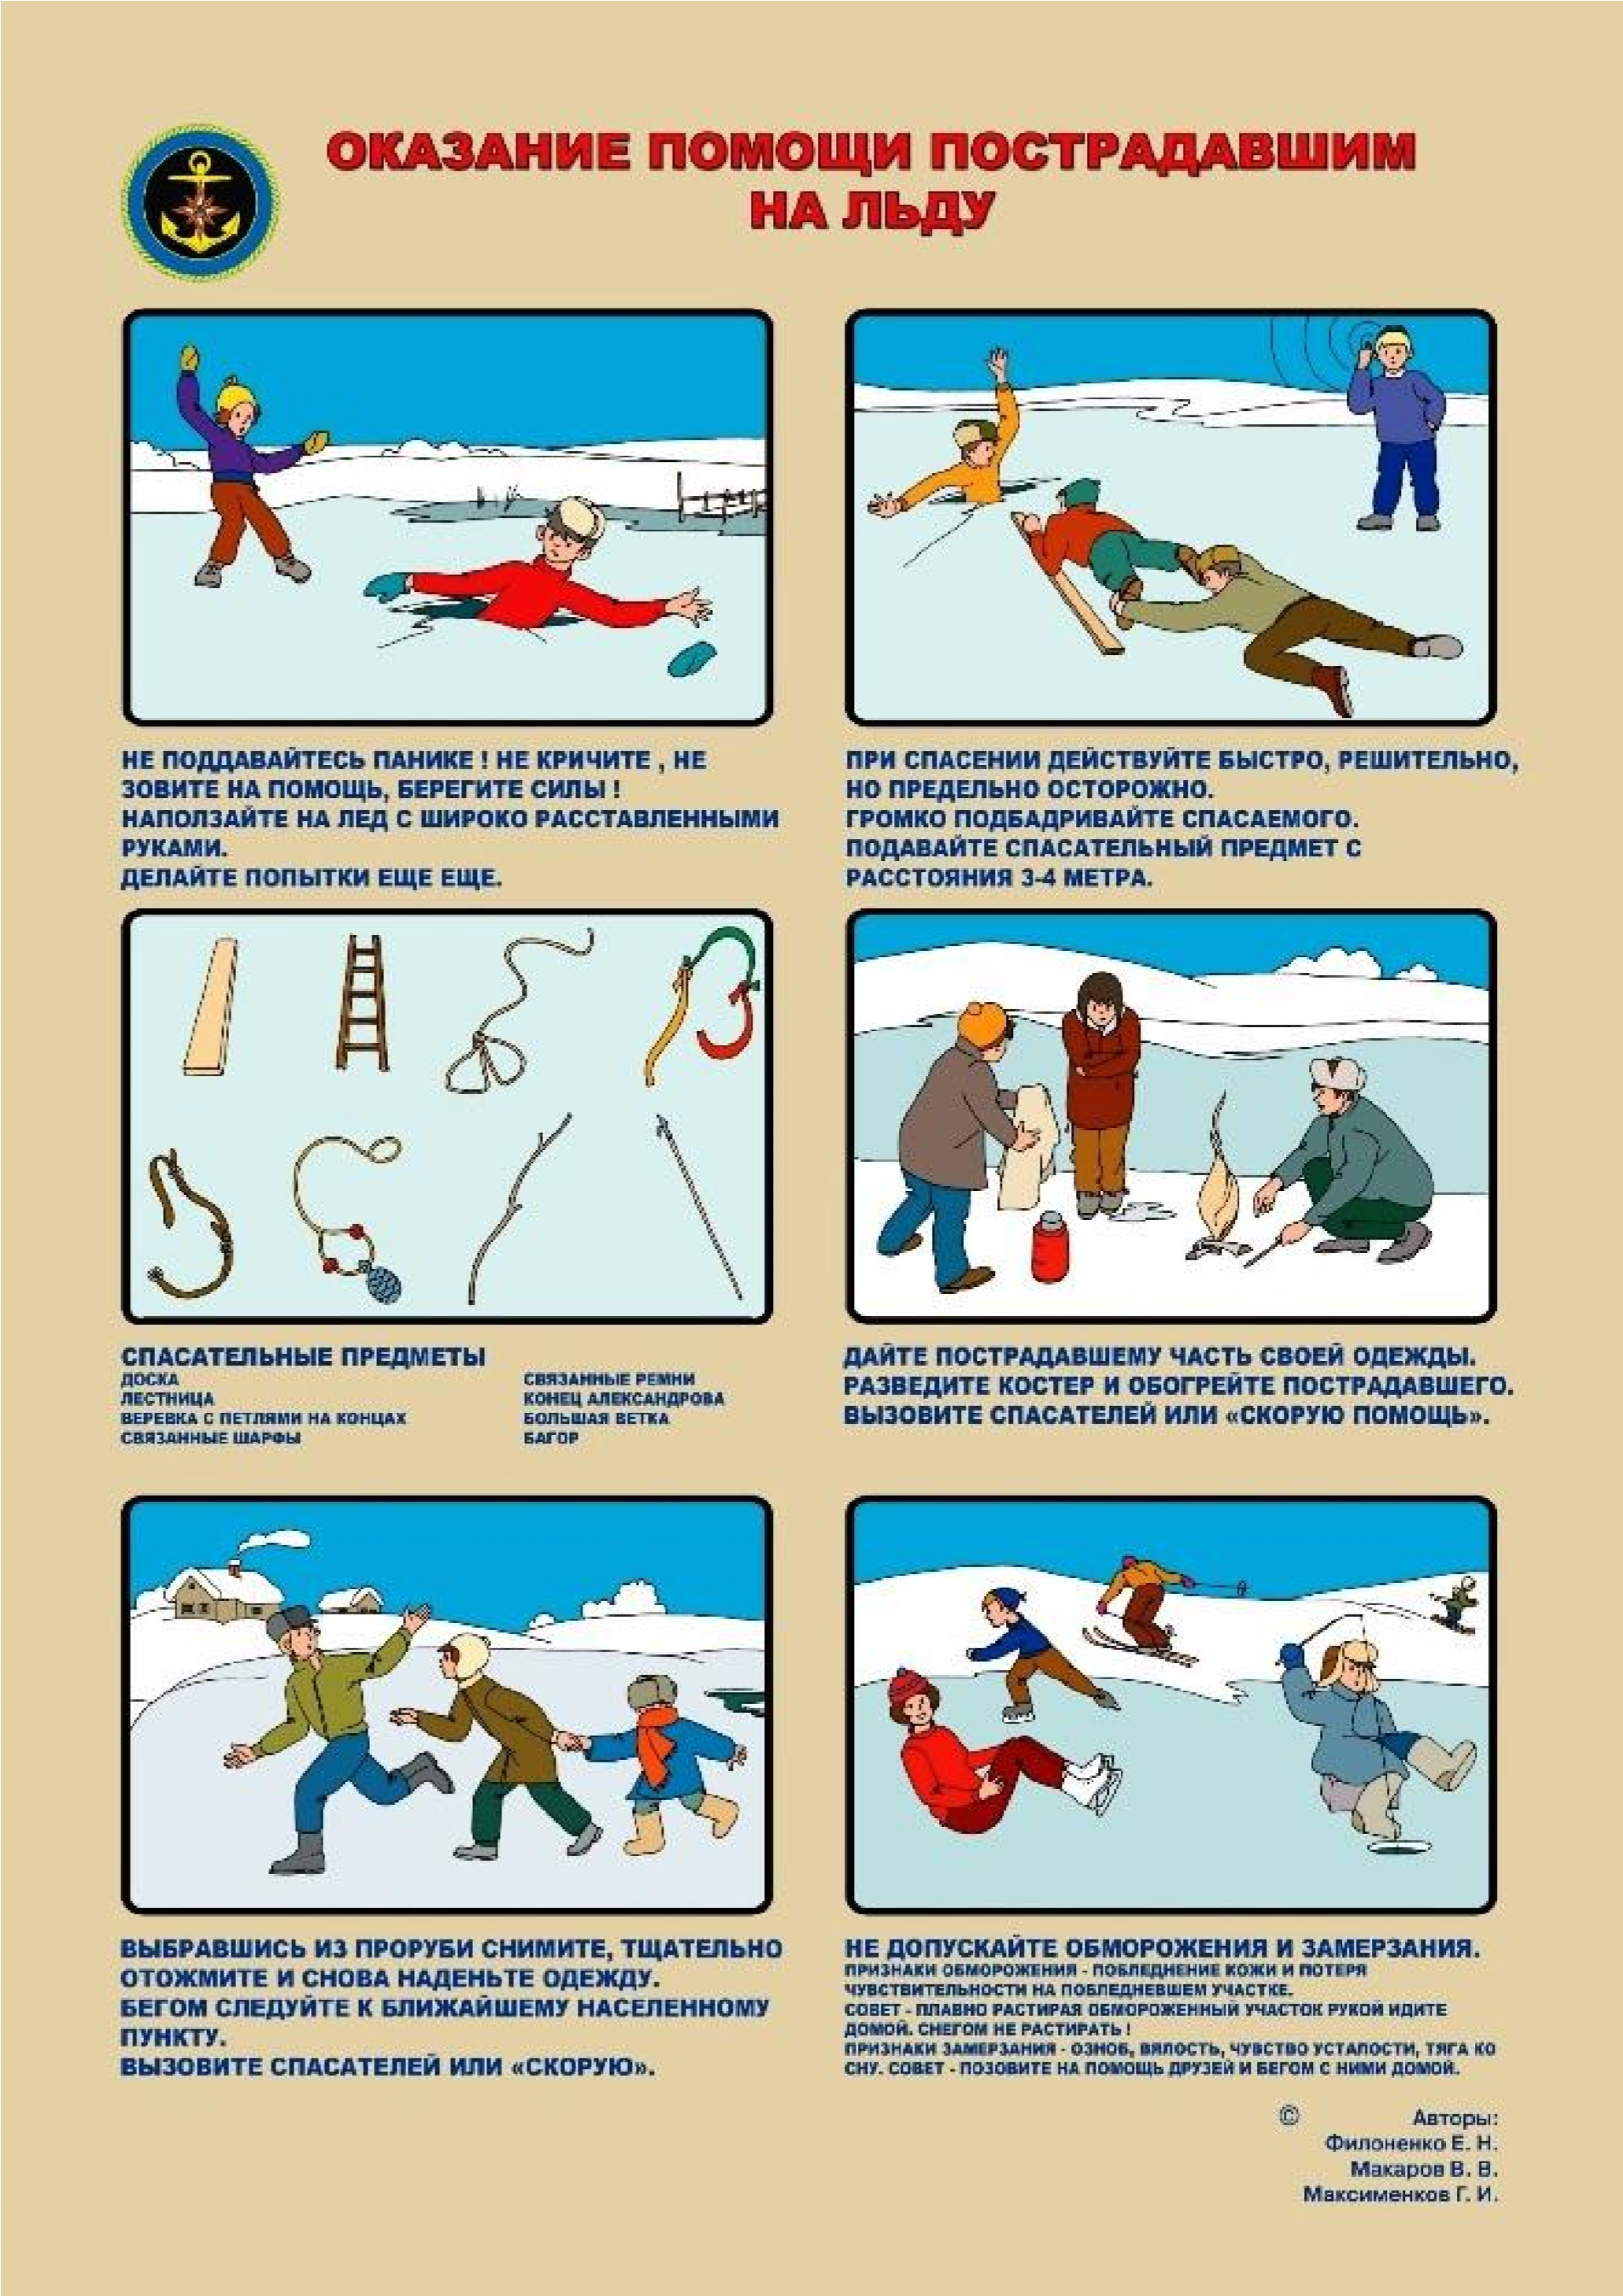 ОКАЗАНИЕ ПОМОЩИ ПОСТРАДАВШИМ
НА ЛЬДУ
НЕ ПОДДАВАЙТЕСЬ ПАНИКЕ ! НЕ КРИЧИТЕ , НЕ
ЗОВИТЕ НА ПОМОЩЬ, БЕРЕГИТЕ СИЛЫ !
НАПОЛЗАЙТЕ НА ЛЕД С ШИРОКО РАССТАВЛЕННЫМИ
РУКАМИ.
ДЕЛАЙТЕ ПОПЫТКИ ЕЩЕ ЕЩЕ.
ПРИ СПАСЕНИИ ДЕЙСТВУЙТЕ БЫСТРО, РЕШИТЕЛЬНО,
НО ПРЕДЕЛЬНО ОСТОРОЖНО.
ГРОМКО ПОДБАДРИВАЙТЕ СПАСАЕМОГО.
ПОДАВАЙТЕ СПАСАТЕЛЬНЫЙ ПРЕДМЕТ С
РАССТОЯНИЯ 3-4 МЕТРА.
СПАСАТЕЛЬНЫЕ ПРЕДМЕТЫ
ДОСКА
ЛЕСТНИЦА
ВЕРЕВКА С ПЕТЛЯМИ НА КОНЦАХ
СВЯЗАННЫЕ ШАРФЫ
СВЯЗАННЫЕ РЕМНИ
КОНЕЦ АЛЕКСАНДРОВА
БОЛЬШАЯ ВЕТКА
БАГОР
ДАЙТЕ ПОСТРАДАВШЕМУ ЧАСТЬ СВОЕЙ ОДЕЖДЫ.
РАЗВЕДИТЕ КОСТЕР И ОБОГРЕЙТЕ ПОСТРАДАВШЕГО.
ВЫЗОВИТЕ СПАСАТЕЛЕЙ ИЛИ «СКОРУЮ ПОМОЩЬ».
ВЫБРАВШИСЬ ИЗ ПРОРУБИ СНИМИТЕ, ТЩАТЕЛЬНО
ОТОЖМИТЕ И СНОВА НАДЕНЬТЕ ОДЕЖДУ.
БЕГОМ СЛЕДУЙТЕ К БЛИЖАЙШЕМУ НАСЕЛЕННОМУ
ПУНКТУ.
ВЫЗОВИТЕ СПАСАТЕЛЕЙ ИЛИ «СКОРУЮ».
НЕ ДОПУСКАЙТЕ ОБМОРОЖЕНИЯ И ЗАМЕРЗАНИЯ.
ПРИЗНАКИ ОБМОРОЖЕНИЯ - ПОБЛЕДНЕНИЕ КОЖИ И ПОТЕРЯ
ЧУВСТВИТЕЛЬНОСТИ НА ПОБЛЕДНЕВШЕМ УЧАСТКЕ.
СОВЕТ - ПЛАВНО РАСТИРАЯ ОБМОРОЖЕННЫЙ УЧАСТОК РУКОЙ ИДИТЕ
ДОМОЙ. СНЕГОМ НЕ РАСТИРАТЬ !
ПРИЗНАКИ ЗАМЕРЗАНИЯ - ОЗНОБ, ВЯЛОСТЬ, ЧУВСТВО УСТАЛОСТИ, ТЯГА КО
СНУ. СОВЕТ - ПОЗОВИТЕ НА ПОМОЩЬ ДРУЗЕЙ И БЕГОМ С НИМИ ДОМОЙ.
© Авторы:
Филоненко Е. Н.
Макаров В. В.
Максименков Г. И.